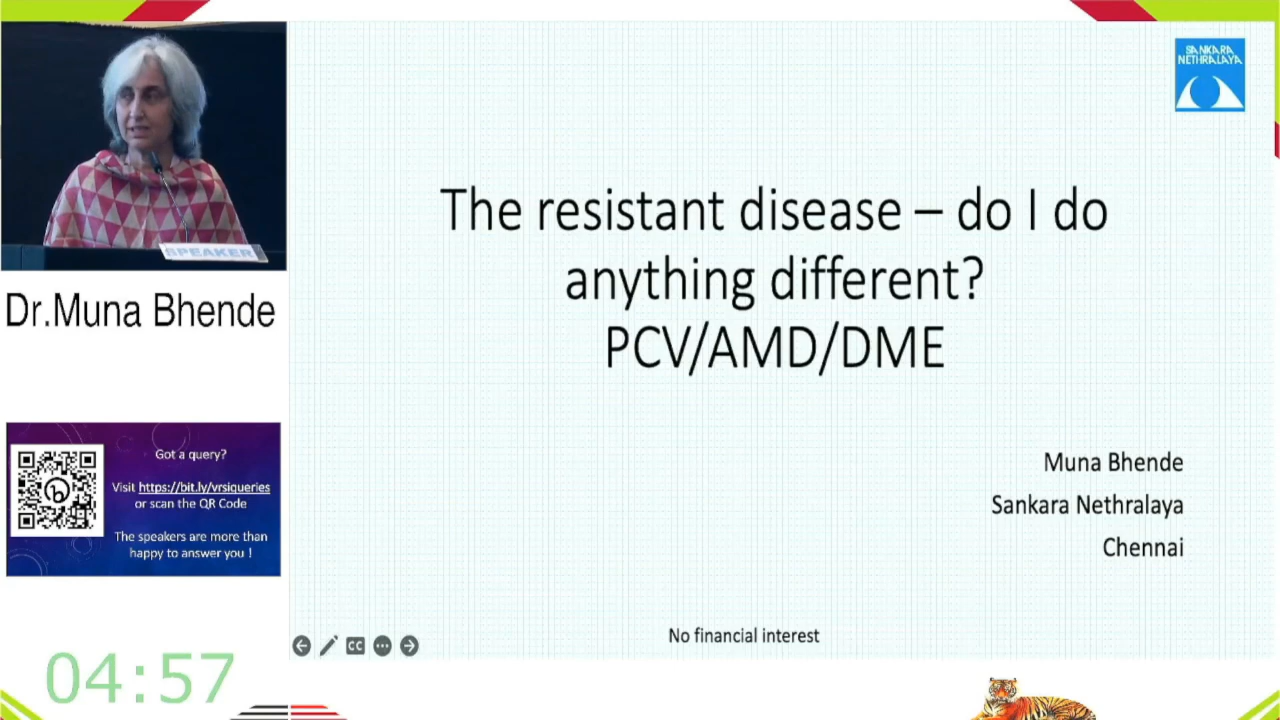 SANKARA
NETHRALAYA
SPEAKER
Dr.Muna Bhende
The resistant disease – do I do
anything different?
PCV/AMD/DME
Muna Bhende
Sankara Nethralaya
Chennai
No financial interest
Got a query?
Visit https://bit.ly/vrsiqueries
or scan the QR Code
The speakers are more than
happy to answer you !
CC
04:57